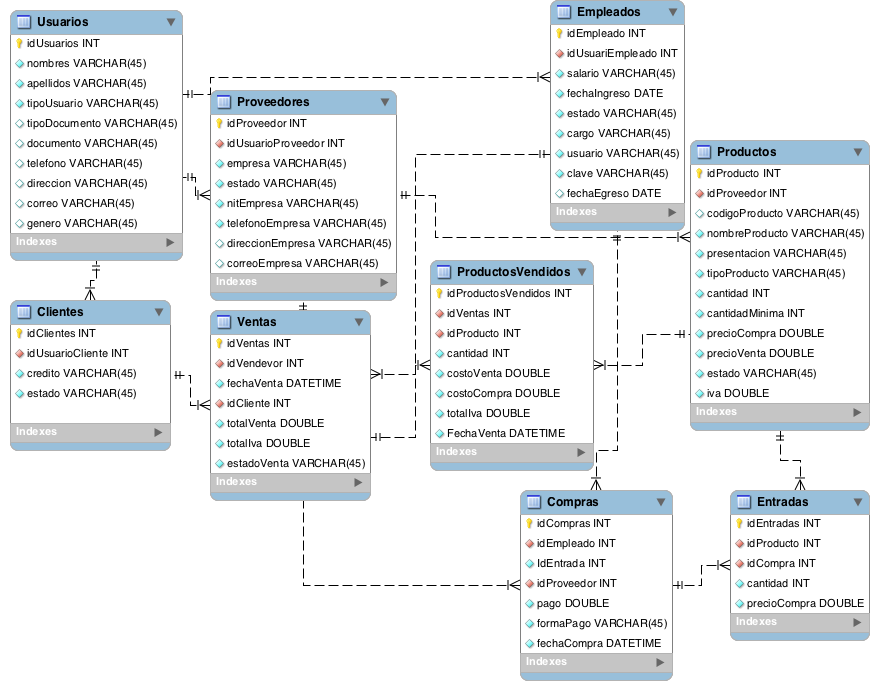 Usuarios
idUsuarios INT
nombres VARCHAR(45)
apellidos VARCHAR(45)
tipoUsuario VARCHAR(45)
tipoDocumento VARCHAR(45)
documento VARCHAR(45)
telefono VARCHAR(45)
direccion VARCHAR(45)
correo VARCHAR(45)
genero VARCHAR(45)
Indexes
Proveedores
idProveedor INT
idUsuarioProveedor INT
empresa VARCHAR(45)
estado VARCHAR(45)
nitEmpresa VARCHAR(45)
telefonoEmpresa VARCHAR(45)
direccionEmpresa VARCHAR(45)
correoEmpresa VARCHAR(45)
Indexes
Empleados
idEmpleado INT
idUsuariEmpleado INT
salario VARCHAR(45)
fechaIngreso DATE
estado VARCHAR(45)
cargo VARCHAR(45)
usuario VARCHAR(45)
clave VARCHAR(45)
fechaEgreso DATE
Indexes
Productos
idProducto INT
idProveedor INT
codigoProducto VARCHAR(45)
nombreProducto VARCHAR(45)
presentacion VARCHAR(45)
tipoProducto VARCHAR(45)
cantidad INT
cantidadMinima INT
precioCompra DOUBLE
precioVenta DOUBLE
estado VARCHAR(45)
iva DOUBLE
Indexes
Clientes
idClientes INT
idUsuarioCliente INT
credito VARCHAR(45)
estado VARCHAR(45)
Indexes
Ventas
idVentas INT
idVendevor INT
fechaVenta DATETIME
idCliente INT
totalVenta DOUBLE
totalIva DOUBLE
estadoVenta VARCHAR(45)
Indexes
ProductosVendidos
idProductosVendidos INT
idVentas INT
idProducto INT
cantidad INT
costoVenta DOUBLE
costoCompra DOUBLE
totalIva DOUBLE
FechaVenta DATETIME
Indexes
Compras
idCompras INT
idEmpleado INT
IdEntrada INT
idProveedor INT
pago DOUBLE
formaPago VARCHAR(45)
fechaCompra DATETIME
Indexes
Entradas
idEntradas INT
idProducto INT
idCompra INT
cantidad INT
precioCompra DOUBLE
Indexes